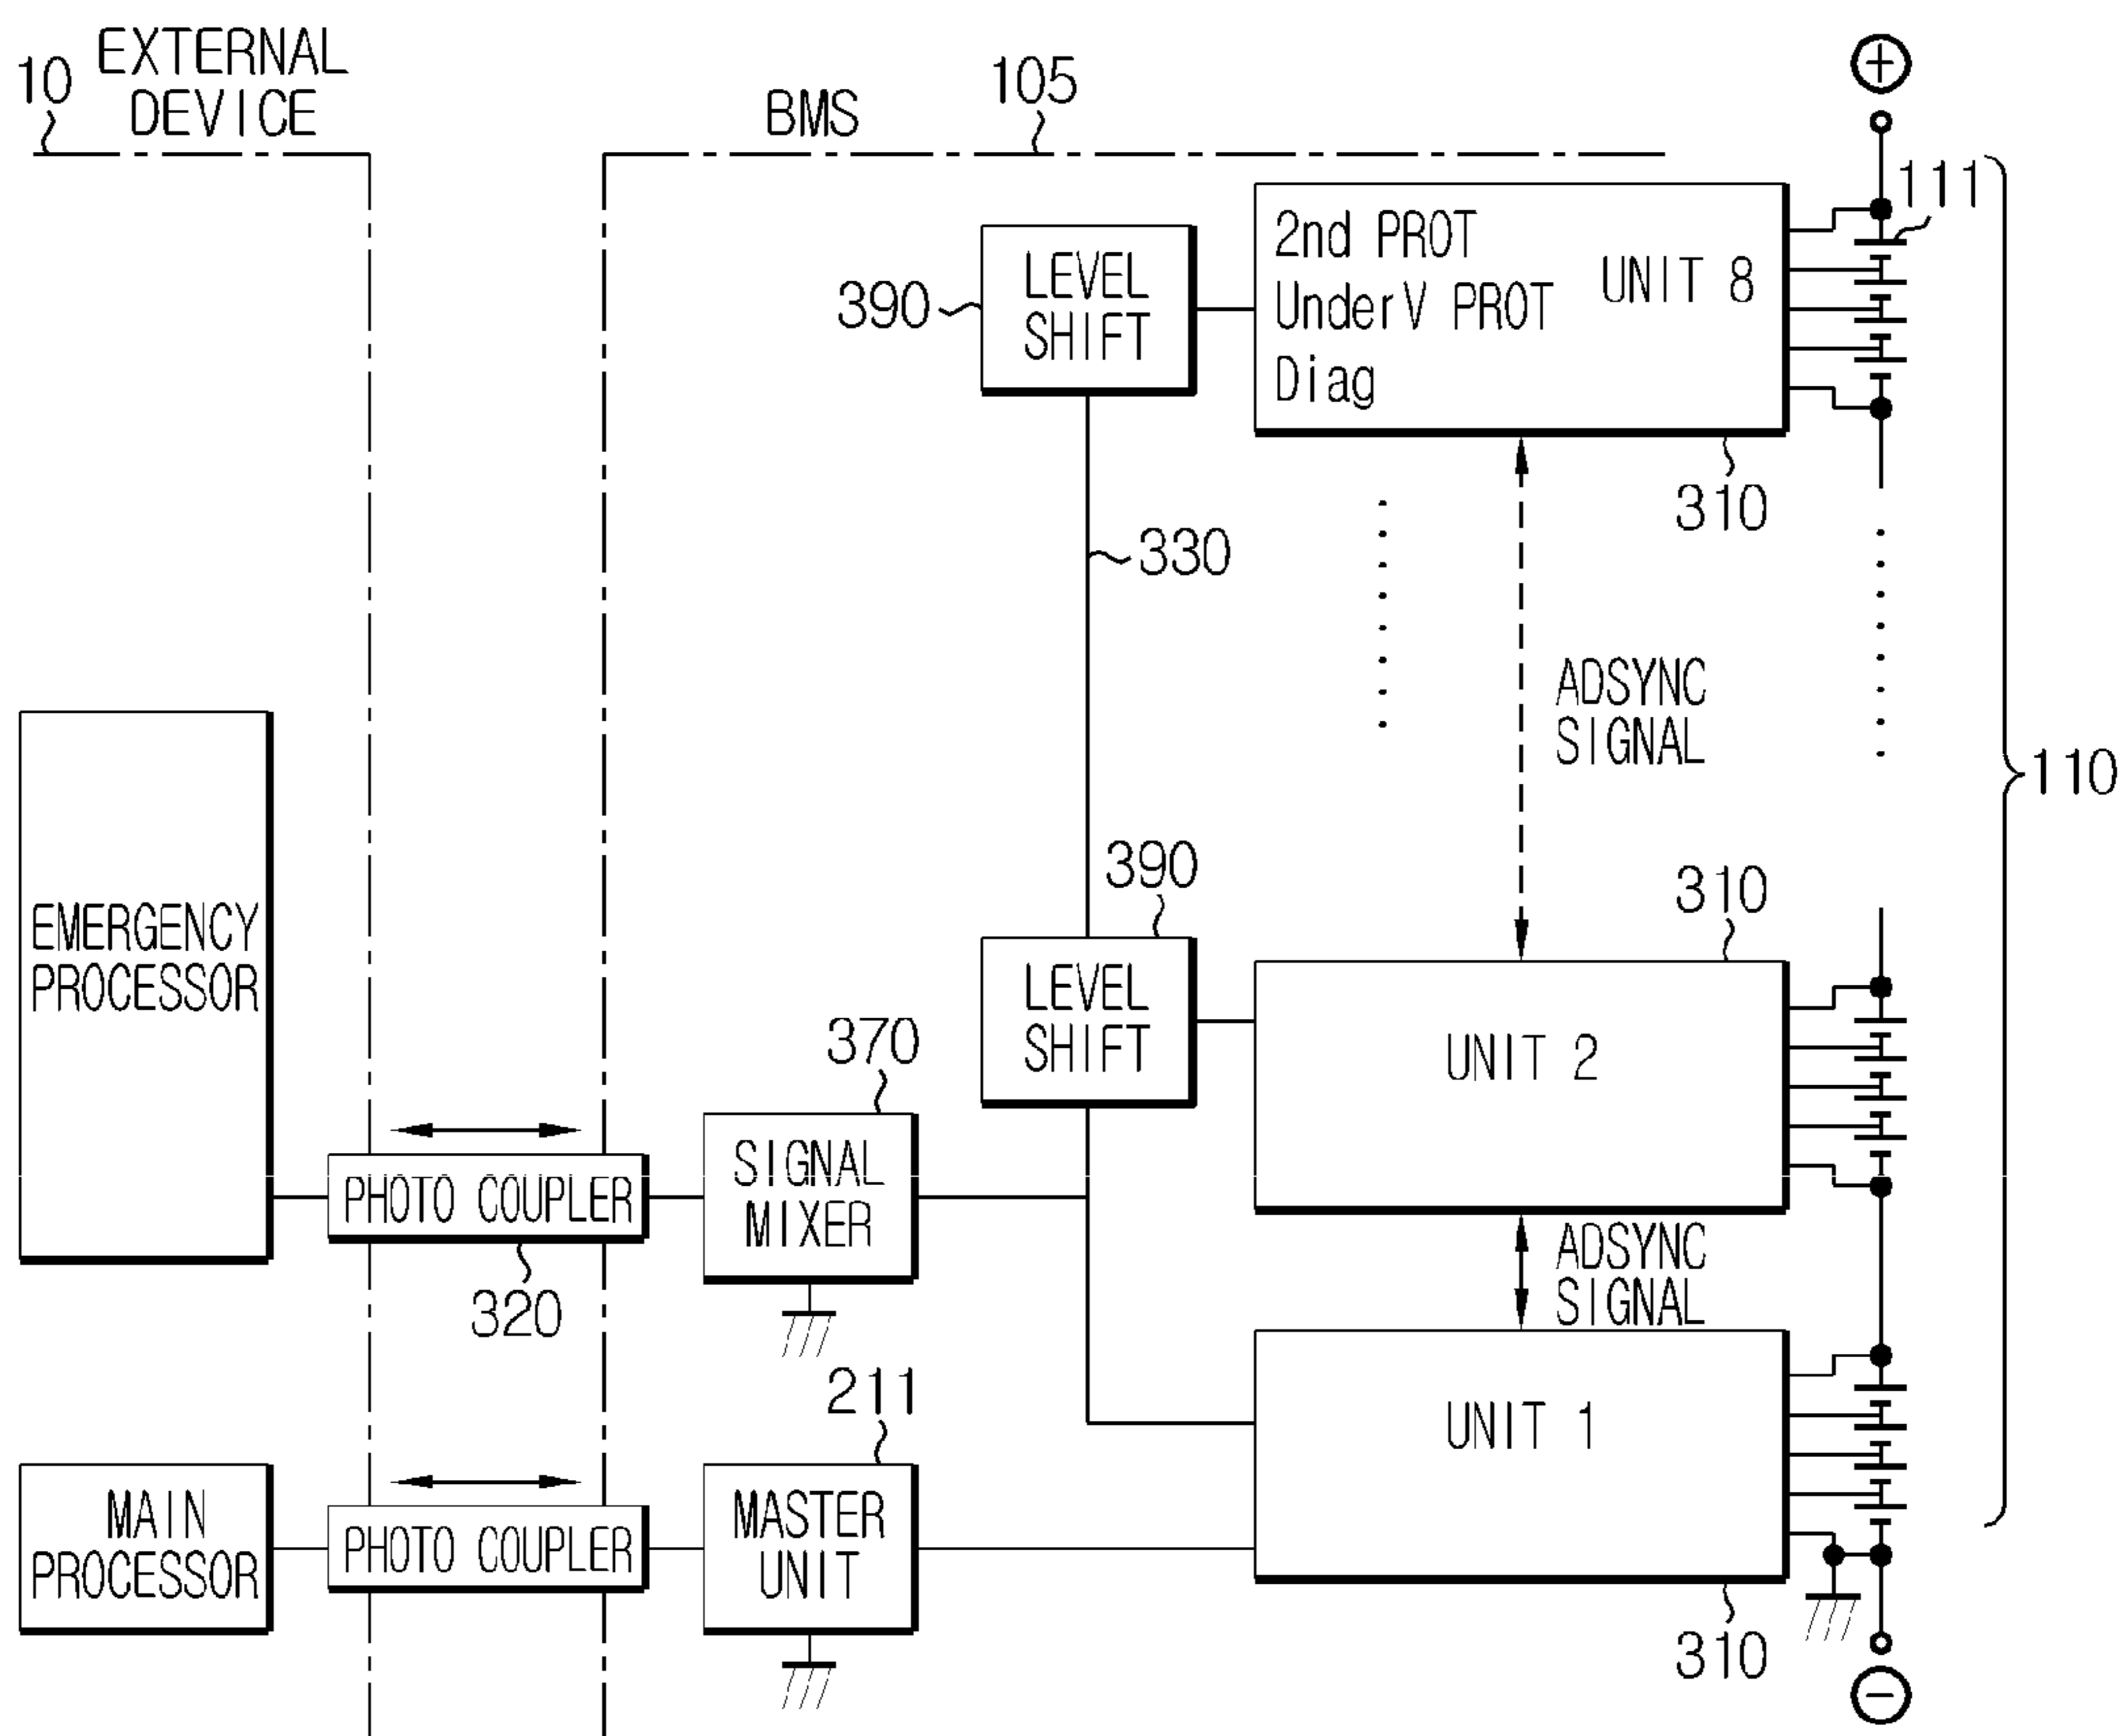 10
EXTERNAL
DEVICE
BMS
105
+
111
LEVEL
SHIFT
390
2nd PROT
UnderV PROT
Diag
UNIT 8
310
330
ADSYNC
SIGNAL
110
EMERGENCY
PROCESSOR
390
LEVEL
SHIFT
310
UNIT 2
370
SIGNAL
MIXER
PHOTO COUPLER
320
ADSYNC
SIGNAL
UNIT 1
211
MASTER
UNIT
MAIN
PROCESSOR
PHOTO COUPLER
310
−